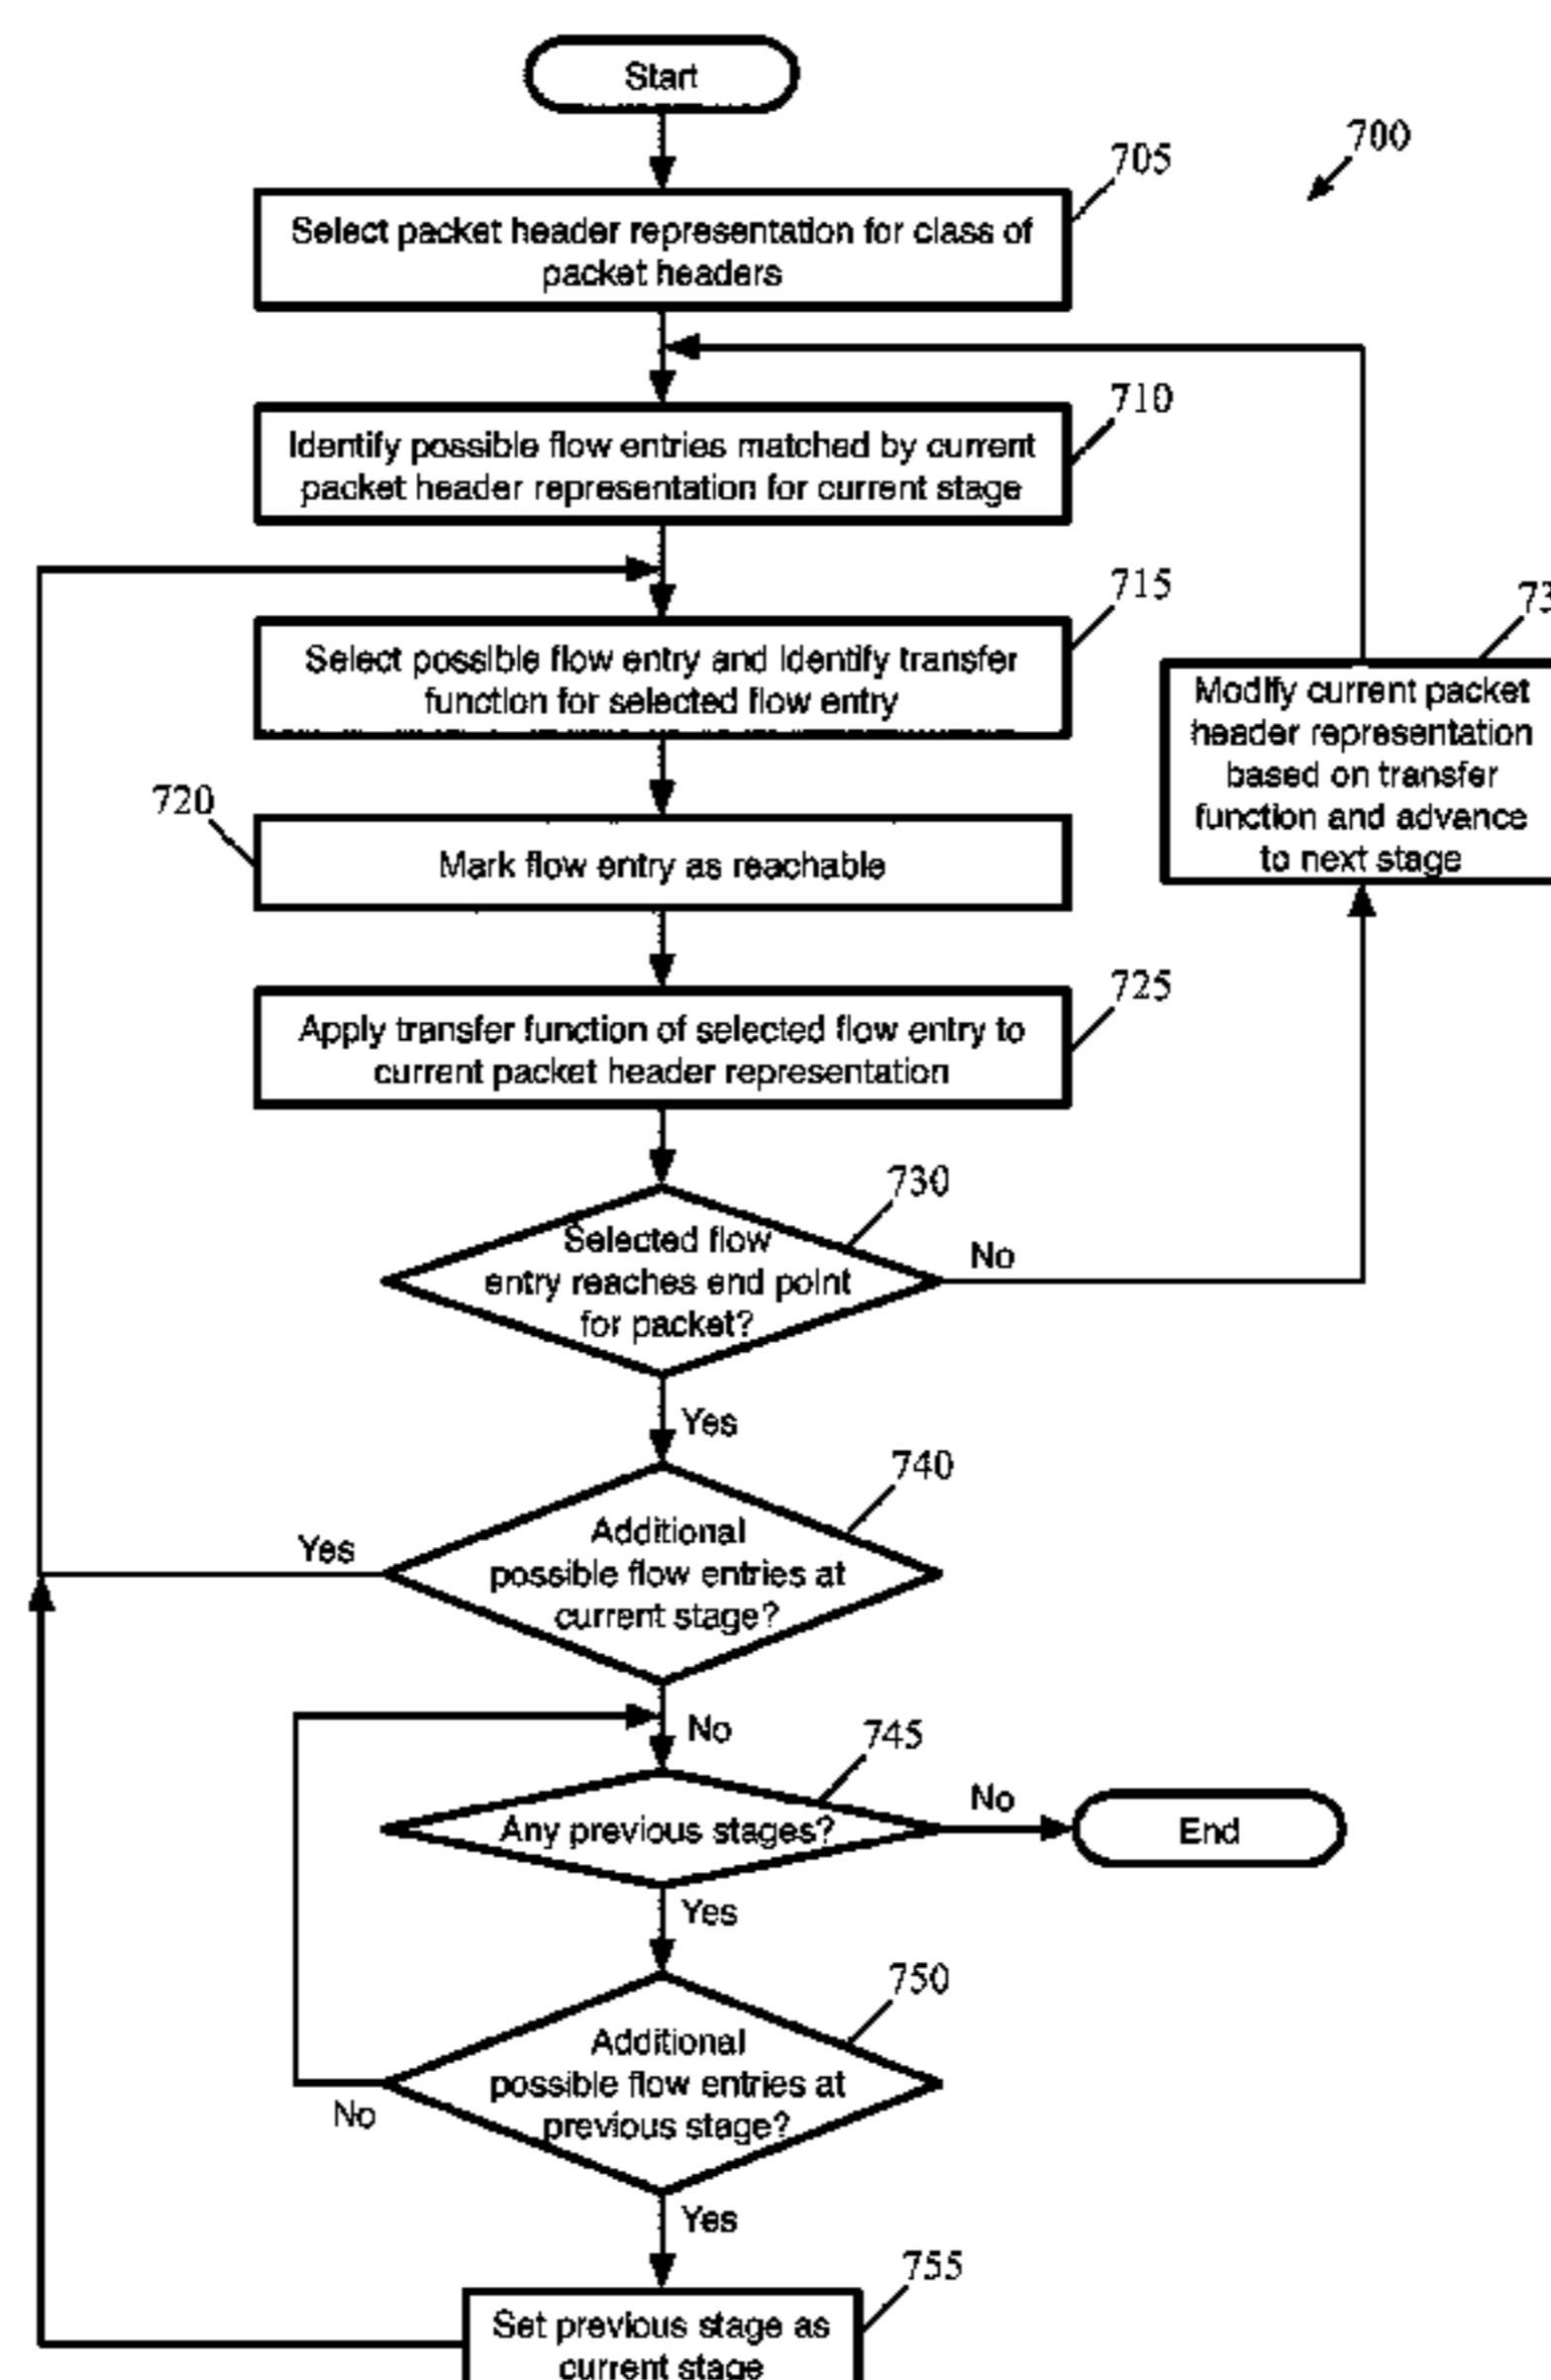 Start
700
705
Select packet header representation for class of
packet headers
710
Identify possible flow entries matched by current
packet header representation for current stage
715
Select possible flow entry and identify transfer
function for selected flow entry
Modify current packet
header representation
based on transfer
function and advance
to next stage
720
Mark flow entry as reachable
725
Apply transfer function of selected flow entry to
current packet header representation
730
Selected flow
entry reaches end point
for packet?
No
Yes
740
Additional
possible flow entries at
current stage?
Yes
No
745
Any previous stages?
No
End
Yes
750
Additional
possible flow entries at
previous stage?
No
Yes
755
Set previous stage as
current stage